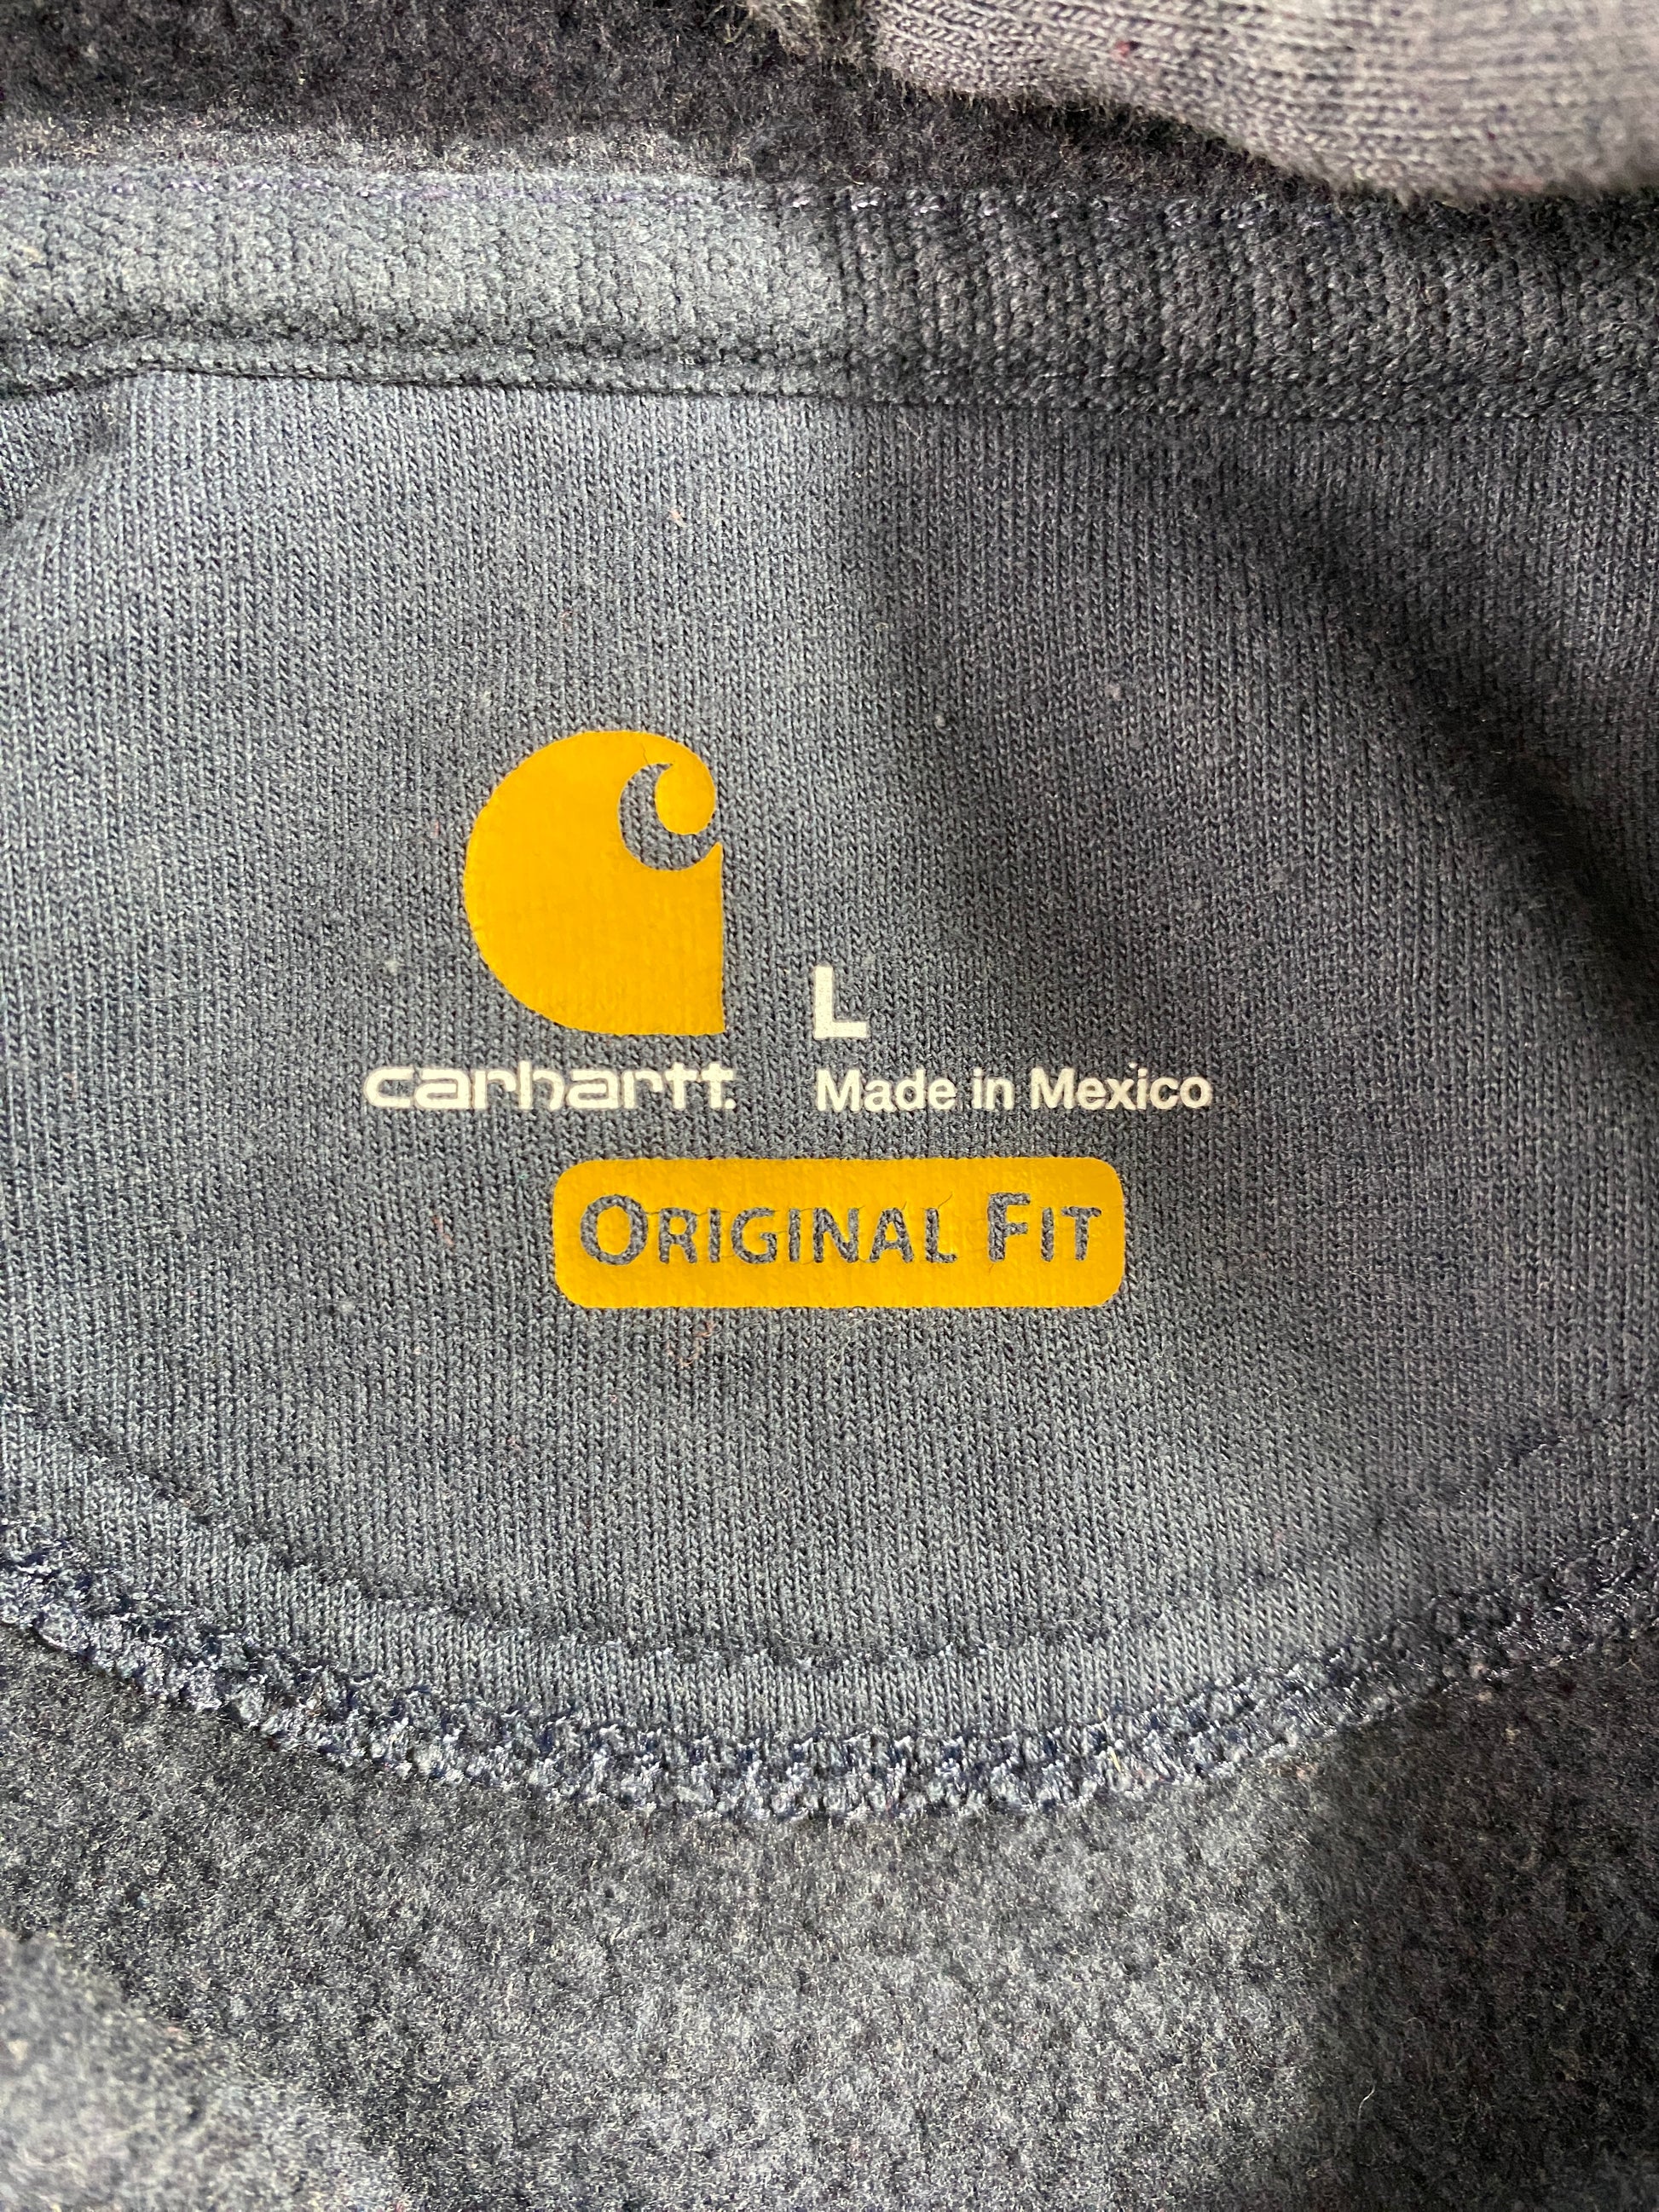 L
carhartt.
Made in Mexico
ORIGINAL FIT